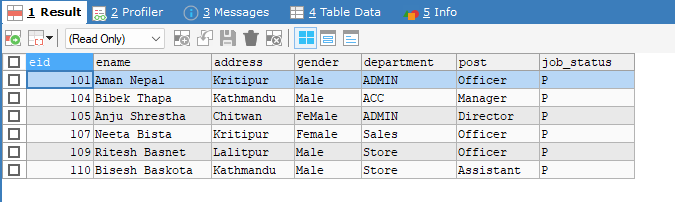 1 Result 2 Profiler 3 Messages 4 Table Data 5 Info
(Read Only)
eid ename address gender department post job_status
101 Aman Nepal Kritipur Male ADMIN Officer P
104 Bibek Thapa Kathmandu Male ACC Manager P
105 Anju Shrestha Chitwan FeMale ADMIN Director P
107 Neeta Bista Kritipur Female Sales Officer P
109 Ritesh Basnet Lalitpur Male Store Officer P
110 Bisesh Baskota Kathmandu Male Store Assistant P